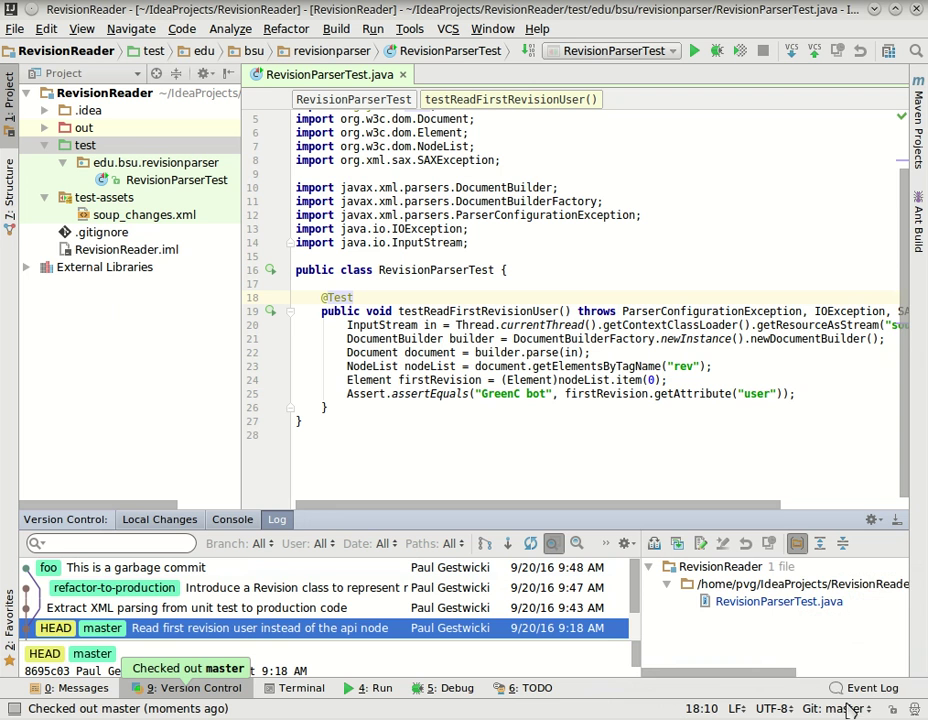 RevisionReader - [~/IdeaProjects/RevisionReader] - [RevisionReader] - ~/IdeaProjects/RevisionReader/test/edu/bsu/revisionparser/RevisionParserTest.java - I...
File Edit View Navigate Code Analyze Refactor Build Run Tools VCS Window Help
RevisionReader test edu bsu revisionparser RevisionParserTest RevisionParserTest VCS VCS
1: Project
7: Structure
2: Favorites
Project
RevisionReader ~/IdeaProjects/
.idea
out
test
edu.bsu.revisionparser
RevisionParserTest
test-assets
soup_changes.xml
.gitignore
RevisionReader.iml
External Libraries
RevisionParserTest.java
RevisionParserTest testReadFirstRevisionUser()
5 import org.w3c.dom.Document;
6 import org.w3c.dom.Element;
7 import org.w3c.dom.NodeList;
8 import org.xml.sax.SAXException;
9
10 import javax.xml.parsers.DocumentBuilder;
11 import javax.xml.parsers.DocumentBuilderFactory;
12 import javax.xml.parsers.ParserConfigurationException;
13 import java.io.IOException;
14 import java.io.InputStream;
15
16 public class RevisionParserTest {
17
18 @Test
19 public void testReadFirstRevisionUser() throws ParserConfigurationException, IOException, SA
20 InputStream in = Thread.currentThread().getContextClassLoader().getResourceAsStream("sou
21 DocumentBuilder builder = DocumentBuilderFactory.newInstance().newDocumentBuilder();
22 Document document = builder.parse(in);
23 NodeList nodeList = document.getElementsByTagName("rev");
24 Element firstRevision = (Element)nodeList.item(0);
25 Assert.assertEquals("GreenC bot", firstRevision.getAttribute("user"));
26 }
27 }
28
Maven Projects
Ant Build
Version Control: Local Changes Console Log
Branch: All User: All Date: All Paths: All
foo This is a garbage commit Paul Gestwicki 9/20/16 9:48 AM
refactor-to-production Introduce a Revision class to represent r Paul Gestwicki 9/20/16 9:47 AM
Extract XML parsing from unit test to production code Paul Gestwicki 9/20/16 9:43 AM
HEAD master Read first revision user instead of the api node Paul Gestwicki 9/20/16 9:18 AM
HEAD master
8695c03 Paul Ge 9:18 AM
Checked out master
RevisionReader 1 file
/home/pvg/IdeaProjects/RevisionReade
RevisionParserTest.java
0: Messages 9: Version Control Terminal 4: Run 5: Debug 6: TODO Event Log
Checked out master (moments ago) 18:10 LF UTF-8 Git: master